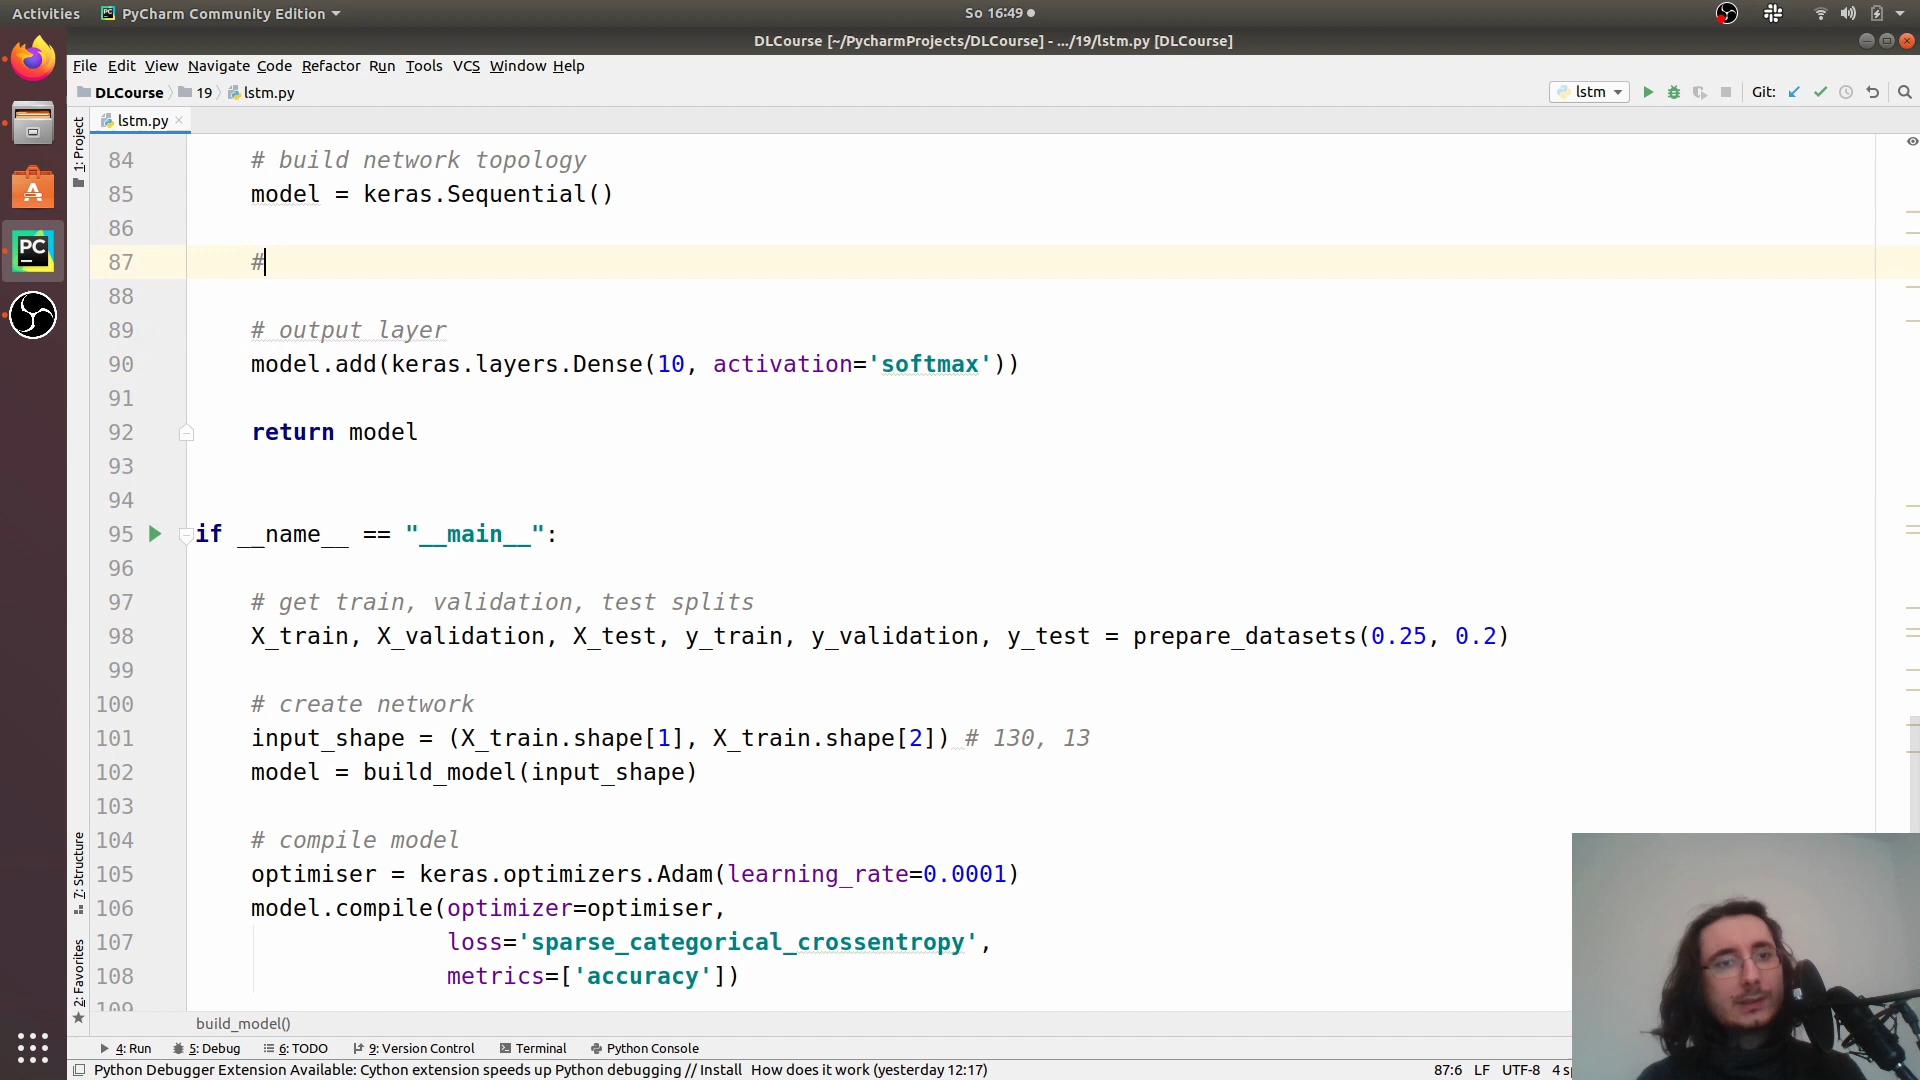 Activities PyCharm Community Edition So 16:49
DLCourse [~/PycharmProjects/DLCourse] - .../19/lstm.py [DLCourse]
File Edit View Navigate Code Refactor Run Tools VCS Window Help
DLCourse 19 lstm.py lstm Git:
lstm.py
1: Project
84 # build network topology
85 model = keras.Sequential()
86
87 #
88
89 # output layer
90 model.add(keras.layers.Dense(10, activation='softmax'))
91
92 return model
93
94
95 if __name__ == "__main__":
96
97 # get train, validation, test splits
98 X_train, X_validation, X_test, y_train, y_validation, y_test = prepare_datasets(0.25, 0.2)
99
100 # create network
101 input_shape = (X_train.shape[1], X_train.shape[2]) # 130, 13
102 model = build_model(input_shape)
103
104 # compile model
105 optimiser = keras.optimizers.Adam(learning_rate=0.0001)
106 model.compile(optimizer=optimiser,
107 loss='sparse_categorical_crossentropy',
108 metrics=['accuracy'])
109
7: Structure
2: Favorites
build_model()
4: Run 5: Debug 6: TODO 9: Version Control Terminal Python Console
Python Debugger Extension Available: Cython extension speeds up Python debugging // Install How does it work (yesterday 12:17) 87:6 LF UTF-8 4 sp